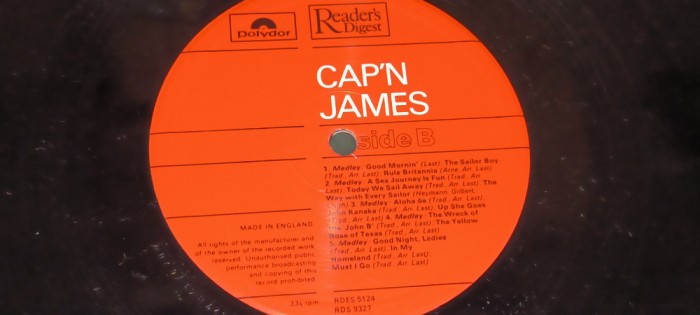 polydor
Reader's
Digest
CAP'N
JAMES
side B
1. Medley: Good Mornin' (Last). The Sailor Boy
(Trad., Arr. Last). Rule Britannia (Arne, Arr. Last)
2. Medley: A Sea Journey Is Fun (Trad., Arr.
Last). Today We Sail Away (Trad., Arr. Last). The
Way with Every Sailor (Heymann, Gilbert,
3. Medley: Aloha oe (Trad., Arr. Last).
Kanaka (Trad., Arr. Last). Up She Goes
(Trad., Arr. Last) 4. Medley: The Wreck of
'John B' (Trad., Arr. Last). The Yellow
Rose of Texas (Trad., Arr. Last)
5. Medley: Good Night, Ladies
(Trad., Arr. Last). In My
Homeland (Trad., Arr. Last).
Must I Go (Trad., Arr. Last)
MADE IN ENGLAND
All rights of the manufacturer and
of the owner of the recorded work
reserved. Unauthorised public
performance broadcasting
and copying of this
record prohibited
33⅓ rpm
RDES 5124
RDS 9327